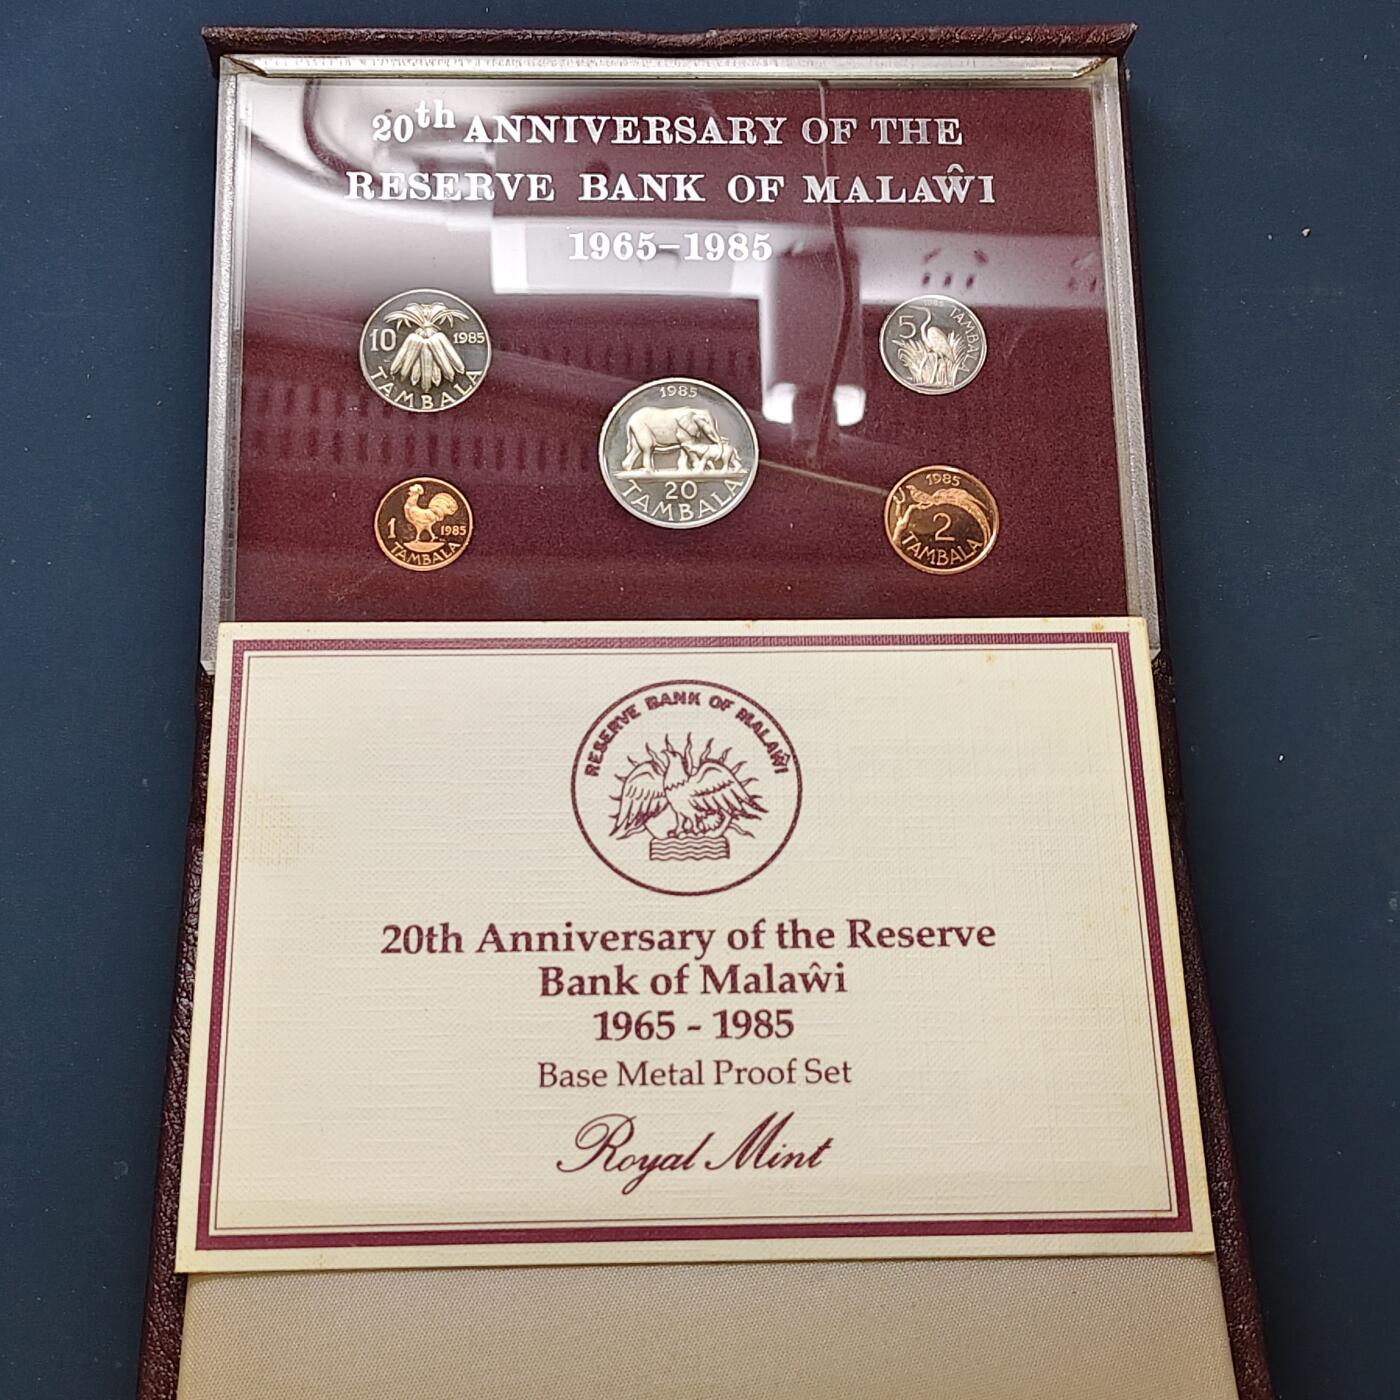 20th ANNIVERSARY OF THE
RESERVE BANK OF MALAŴI
1965-1985
10 1985
TAMBALA
1985
5 TAMBALA
1985
20
TAMBALA
1 1985
TAMBALA
1985
2
TAMBALA
RESERVE BANK OF MALAŴI
20th Anniversary of the Reserve
Bank of Malaŵi
1965 - 1985
Base Metal Proof Set
Royal Mint